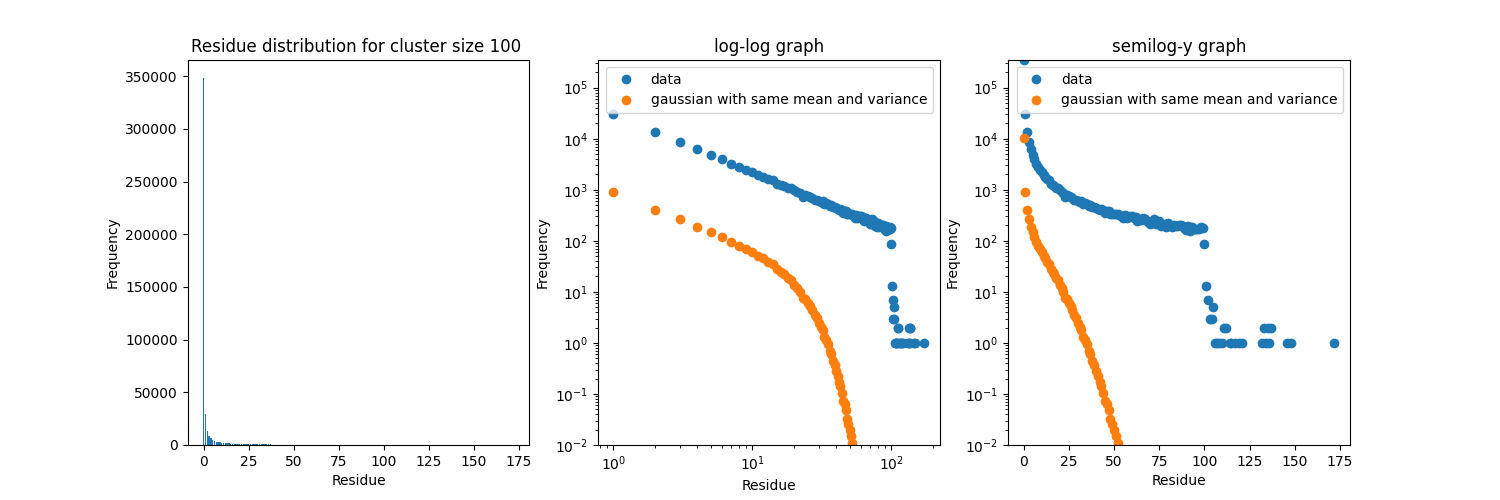 Residue distribution for cluster size 100
350000
300000
250000
200000
150000
100000
50000
0
Frequency
0 25 50 75 100 125 150 175
Residue
log-log graph
data
gaussian with same mean and variance
10^5
10^4
10^3
10^2
10^1
10^0
10^-1
10^-2
Frequency
10^0 10^1 10^2
Residue
semilog-y graph
data
gaussian with same mean and variance
10^5
10^4
10^3
10^2
10^1
10^0
10^-1
10^-2
Frequency
0 25 50 75 100 125 150 175
Residue